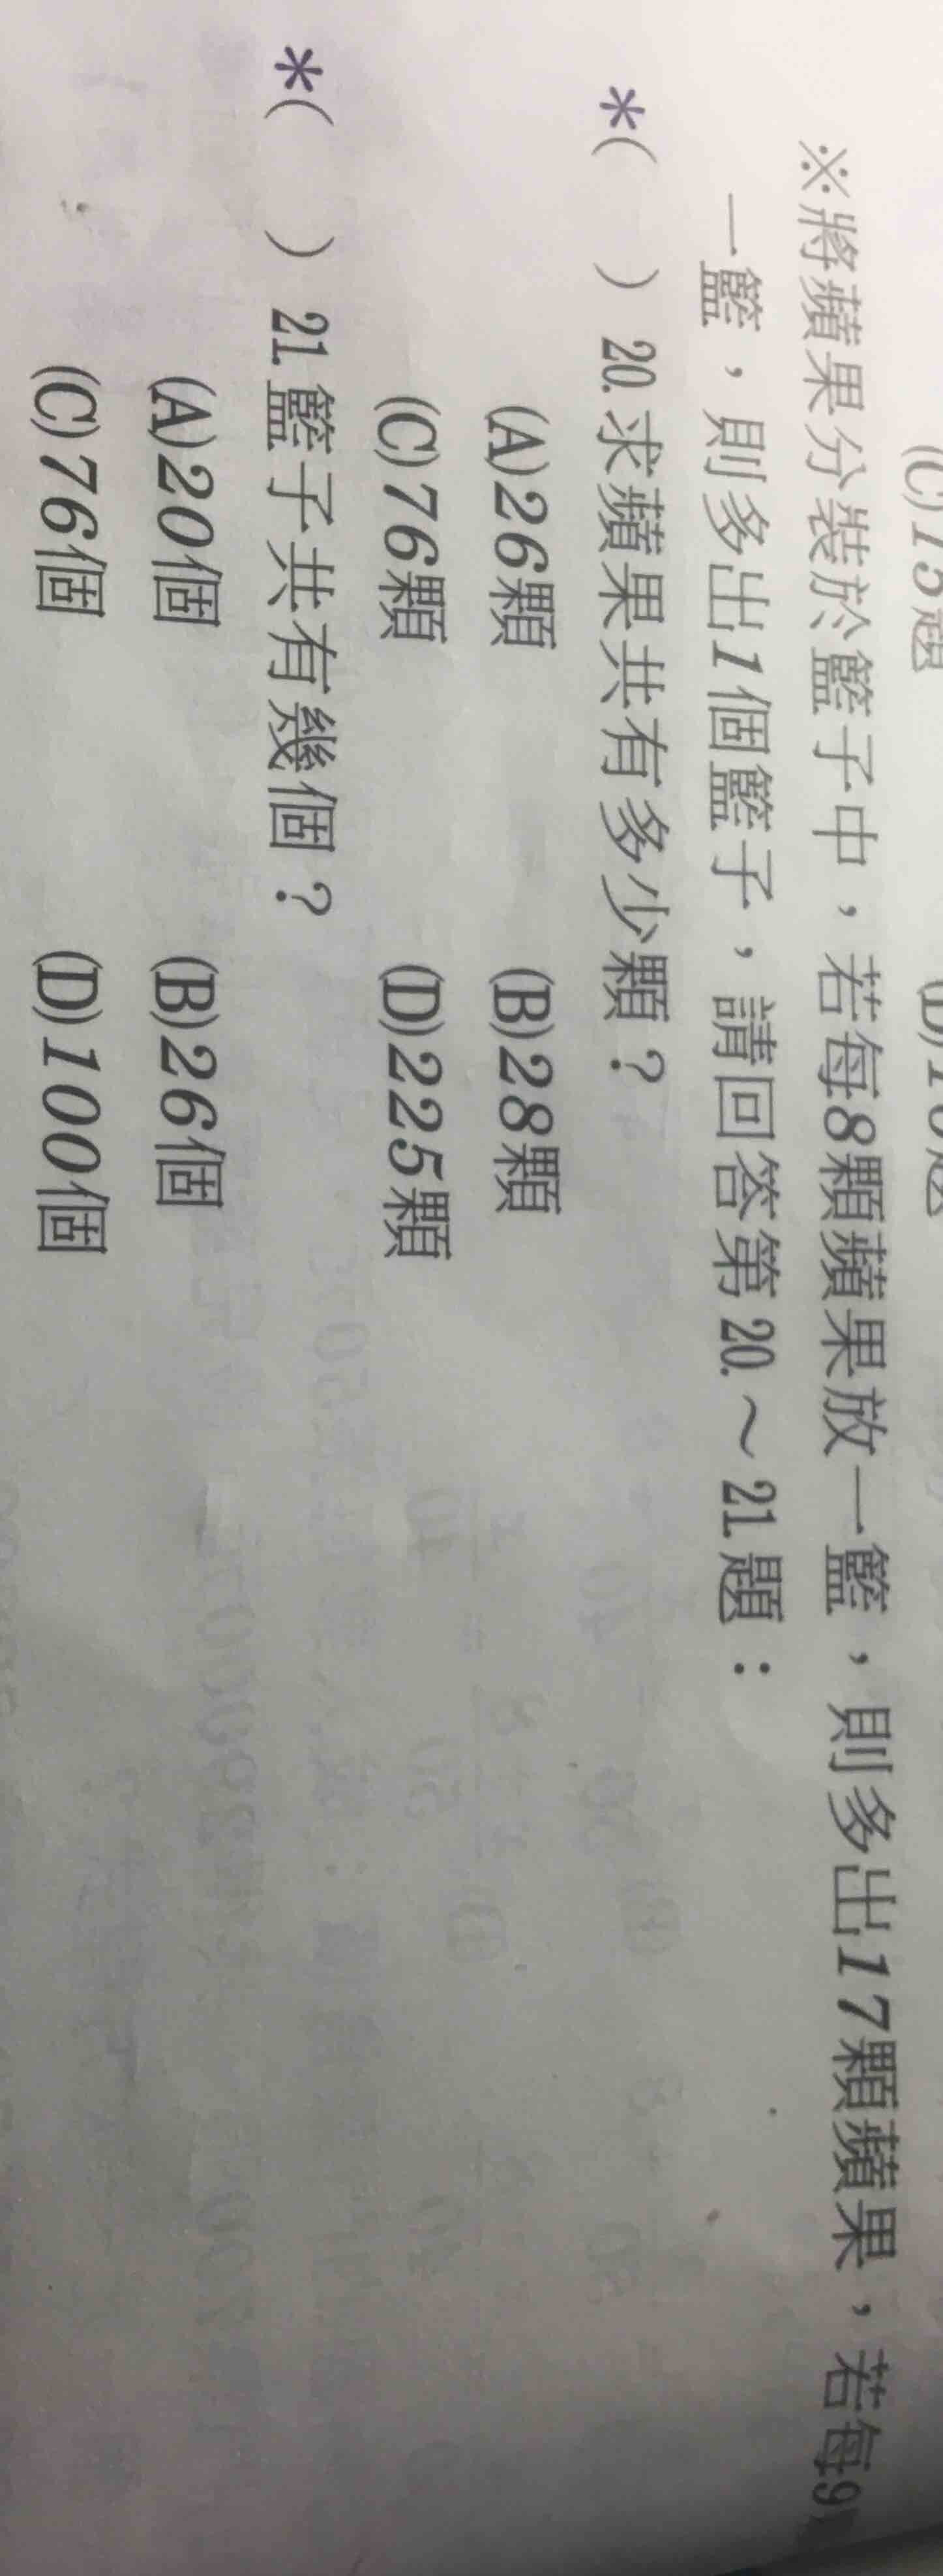 (C)15題
※將蘋果分裝於籃子中，若每8顆蘋果放一籃，則多出17顆蘋果，若每9
一籃，則多出1個籃子，請回答第20.～21.題：
*(　) 20.求蘋果共有多少顆？
(A)26顆　(B)28顆
(C)76顆　(D)225顆
*(　) 21.籃子共有幾個？
(A)20個　(B)26個
(C)76個　(D)100個